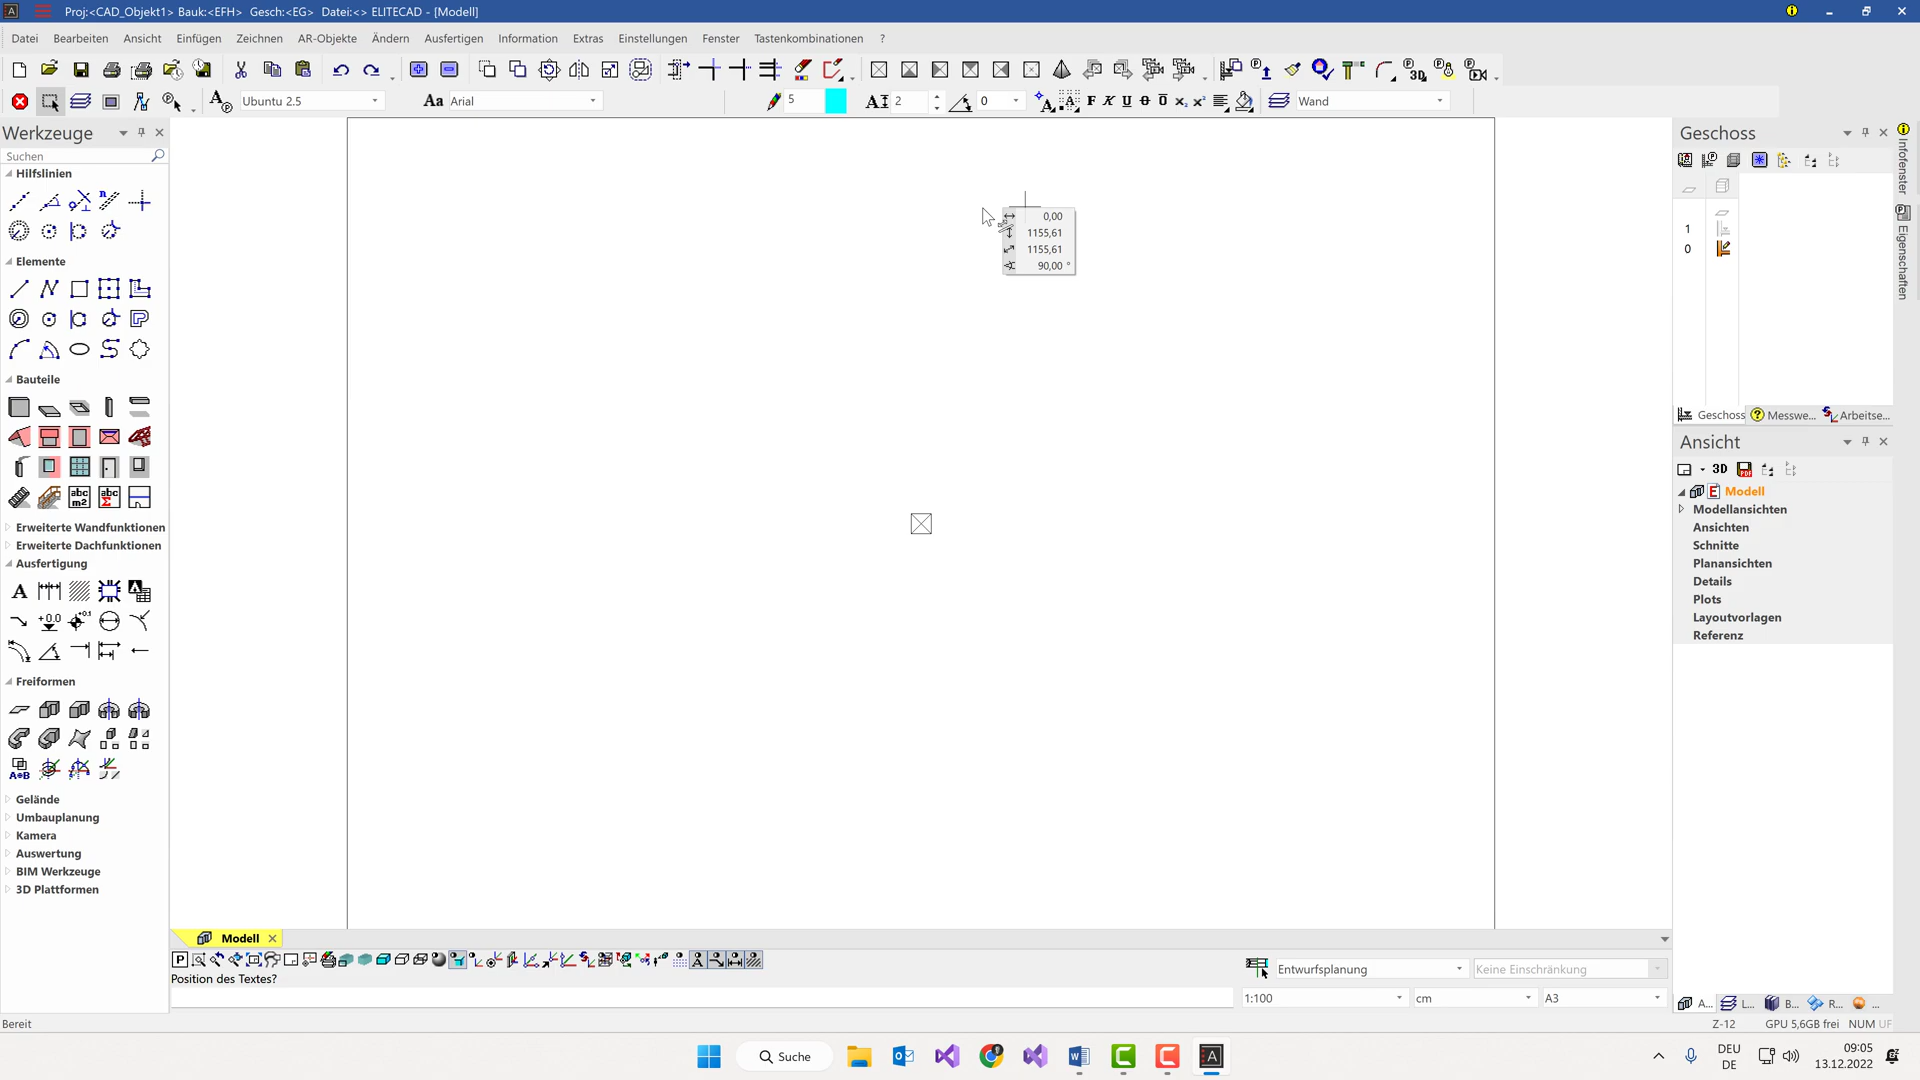 Proj:<CAD_Objekt1> Bauk:<EFH> Gesch:<EG> Datei:<> ELITECAD - [Modell]
Datei Bearbeiten Ansicht Einfügen Zeichnen AR-Objekte Ändern Ausfertigen Information Extras Einstellungen Fenster Tastenkombinationen ?
Ubuntu 2.5 Aa Arial 5 2 0 F K U O O Wand
Werkzeuge
Suchen
Hilfslinien
Elemente
Bauteile
abc m2 abc Σ
Erweiterte Wandfunktionen
Erweiterte Dachfunktionen
Ausfertigung
Freiformen
Gelände
Umbauplanung
Kamera
Auswertung
BIM Werkzeuge
3D Plattformen
0,00
1155,61
1155,61
90,00 °
Geschoss
1
0
Geschoss Messwe... Arbeitse...
Ansicht
3D
Modell
Modellansichten
Ansichten
Schnitte
Planansichten
Details
Plots
Layoutvorlagen
Referenz
A... L... B... R... ...
Infofenster
Eigenschaften
Modell
Position des Textes?
Entwurfsplanung Keine Einschränkung
1:100 cm A3
Bereit Z-12 GPU 5,6GB frei NUM UF
Suche
DEU
DE
09:05
13.12.2022